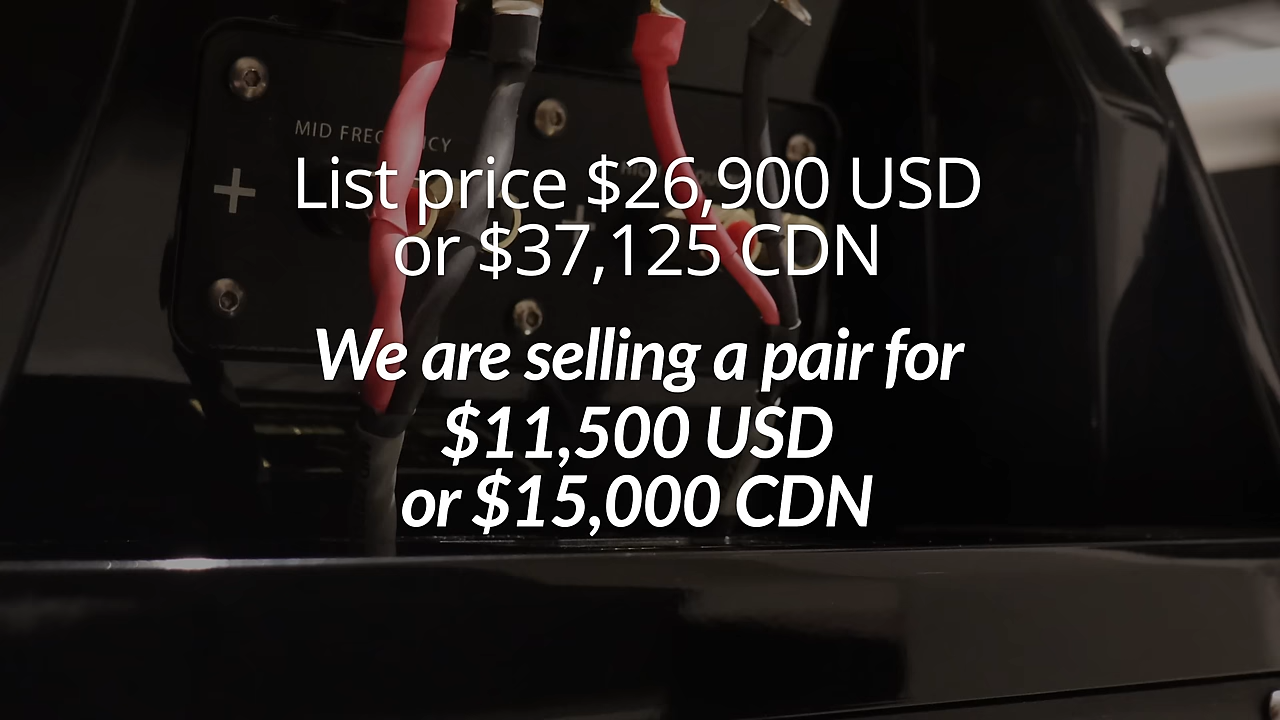 MID FREQUENCY
+
List price $26,900 USD
or $37,125 CDN
We are selling a pair for
$11,500 USD
or $15,000 CDN